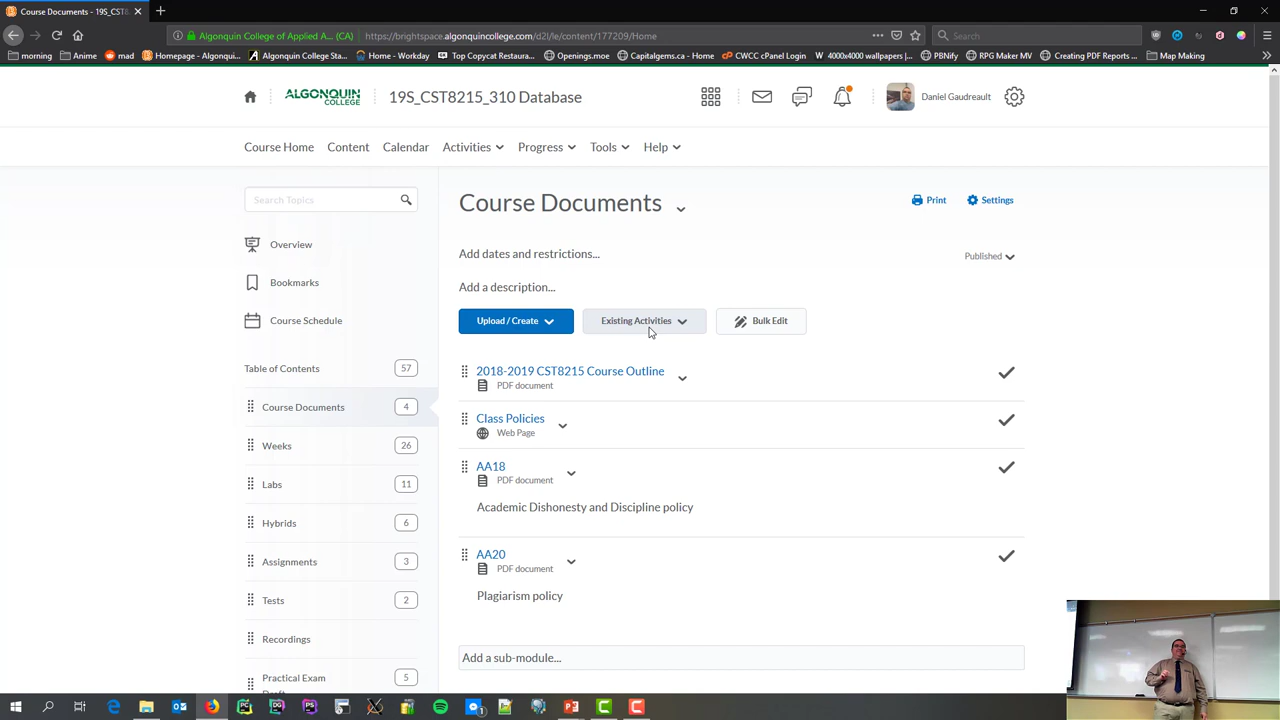 Course Documents - 19S_CST8
Algonquin College of Applied A... (CA)
https://brightspace.algonquincollege.com/d2l/le/content/177209/Home
Search
morning
Anime
mad
Homepage - Algonqui...
Algonquin College Sta...
Home - Workday
Top Copycat Restaura...
Openings.moe
Capitalgems.ca - Home
CWCC cPanel Login
4000x4000 wallpapers |...
PBNify
RPG Maker MV
Creating PDF Reports...
Map Making
ALGONQUIN
COLLEGE
19S_CST8215_310 Database
Daniel Gaudreault
Course Home
Content
Calendar
Activities
Progress
Tools
Help
Search Topics
Overview
Bookmarks
Course Schedule
Table of Contents 57
Course Documents 4
Weeks 26
Labs 11
Hybrids 6
Assignments 3
Tests 2
Recordings
Practical Exam 5
Course Documents
Print
Settings
Add dates and restrictions...
Published
Add a description...
Upload / Create
Existing Activities
Bulk Edit
2018-2019 CST8215 Course Outline
PDF document
Class Policies
Web Page
AA18
PDF document
Academic Dishonesty and Discipline policy
AA20
PDF document
Plagiarism policy
Add a sub-module...